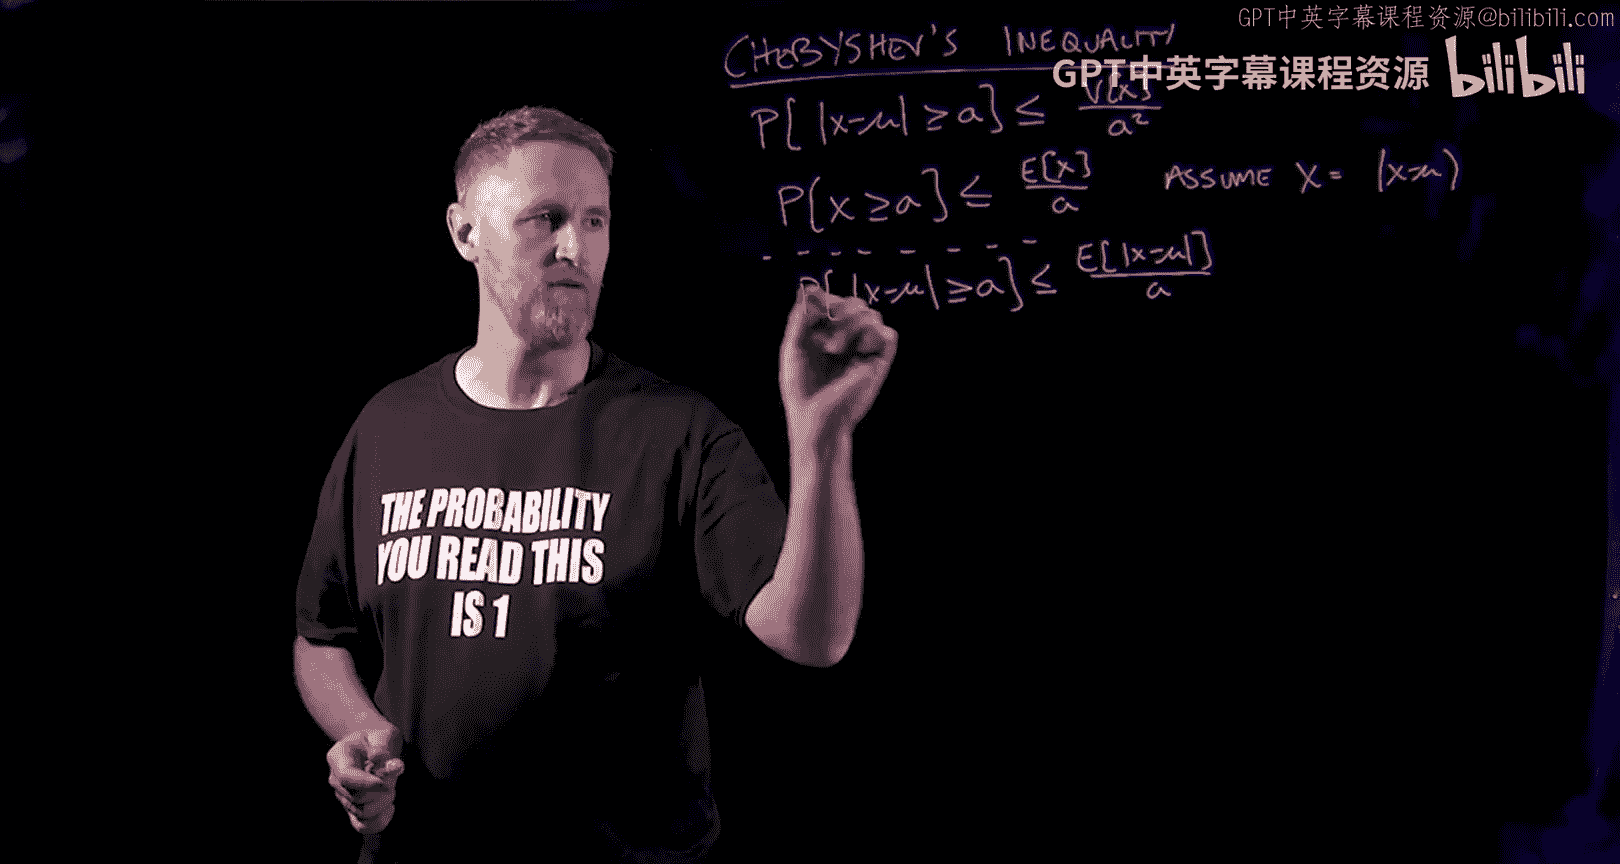 GPT中英字幕课程资源@bilibili.com
CHEBYSHEV'S INEQUALITY
GPT中英字幕课程资源 bilibili
P[ |x-μ| ≥ a ] ≤ V[x] / a²
P[ x ≥ a ] ≤ E[x] / a ASSUME X = |x-μ|
P[ |x-μ| ≥ a ] ≤ E[|x-μ|] / a
THE PROBABILITY
YOU READ THIS
IS 1